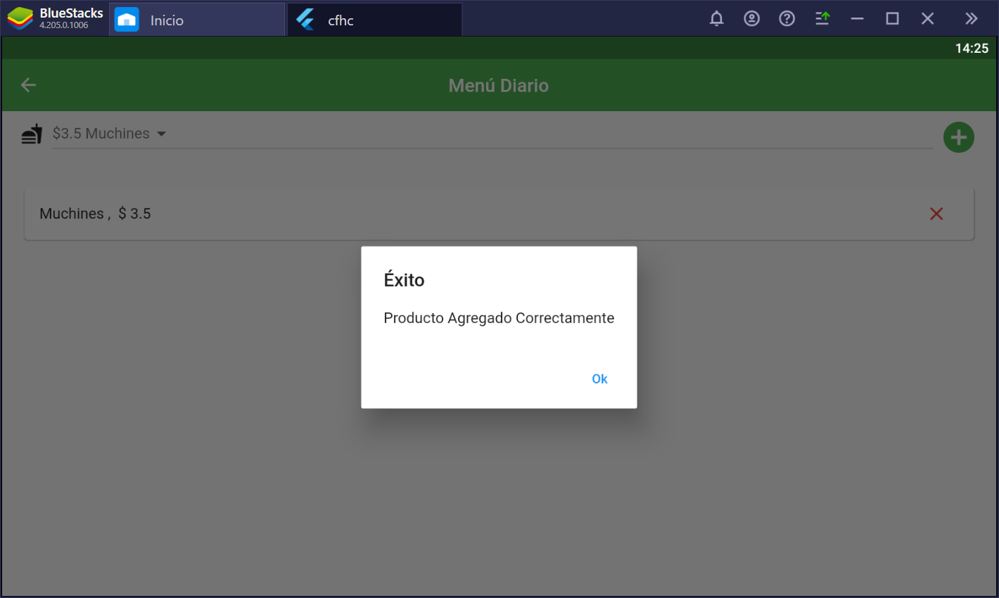 BlueStacks
4.205.0.1006
Inicio
cfhc
14:25
Menú Diario
$3.5 Muchines
Muchines ,  $ 3.5
Éxito
Producto Agregado Correctamente
Ok